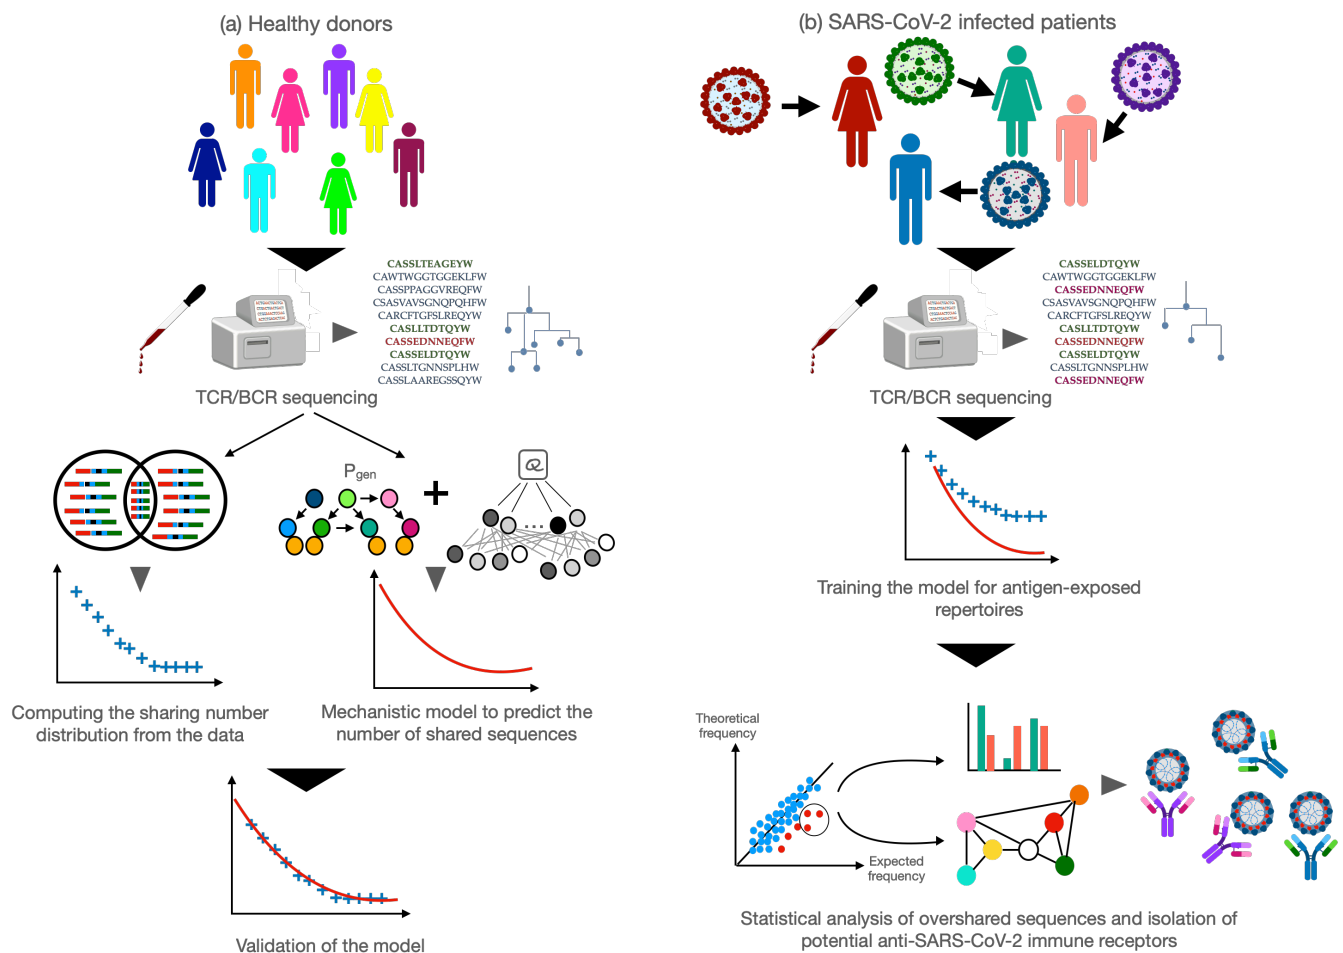 (a) Healthy donors
CASSLTEAGEYW
CAWTWGGTGGEKLFW
CASSPPAGGVREQFW
CSASVAVSGNQPQHFW
CARCFTGFSLREQYW
CASLLTDTQYW
CASSEDNNEQFW
CASSELDTQYW
CASSLTGNNSPLHW
CASSLAAREGSSQYW
TCR/BCR sequencing
Pgen
+
Q
...
Computing the sharing number
distribution from the data
Mechanistic model to predict the
number of shared sequences
Validation of the model
(b) SARS-CoV-2 infected patients
CASSELDTQYW
CAWTWGGTGGEKLFW
CASSEDNNEQFW
CSASVAVSGNQPQHFW
CARCFTGFSLREQYW
CASLLTDTQYW
CASSEDNNEQFW
CASSELDTQYW
CASSLTGNNSPLHW
CASSEDNNEQFW
TCR/BCR sequencing
Training the model for antigen-exposed
repertoires
Theoretical
frequency
Expected
frequency
Statistical analysis of overshared sequences and isolation of
potential anti-SARS-CoV-2 immune receptors